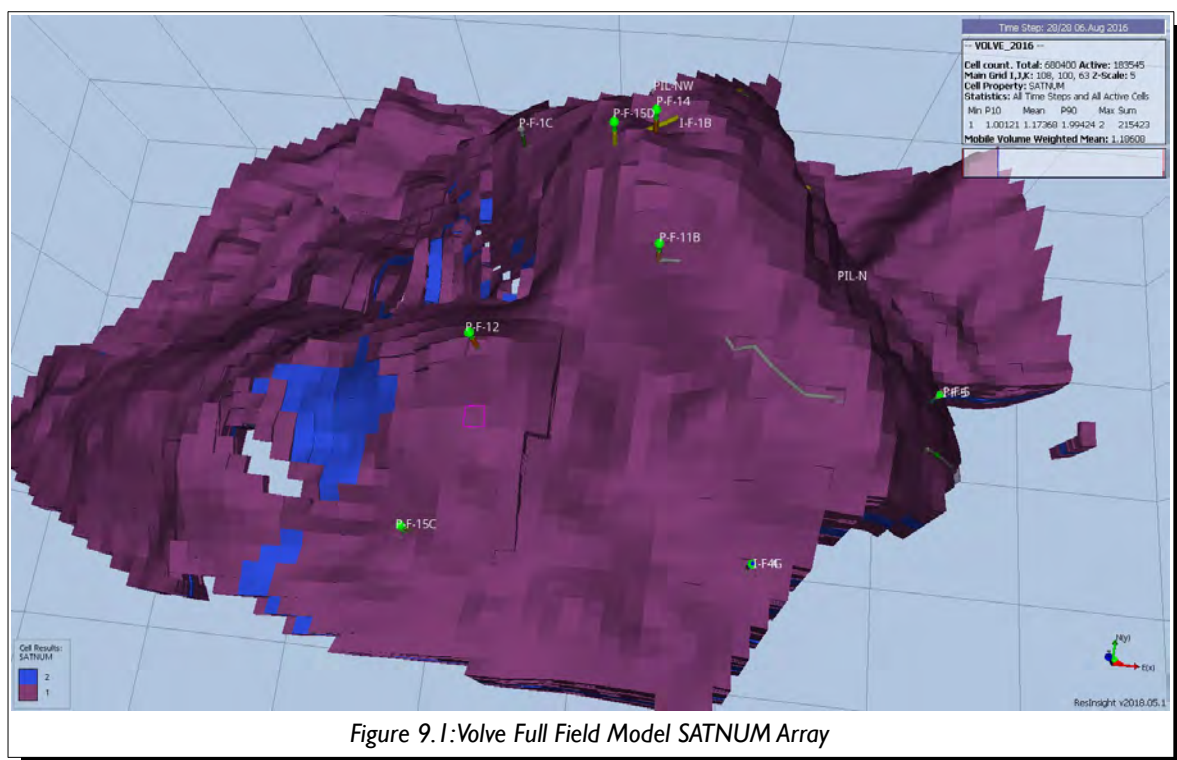 Time Step: 28/28 06.Aug 2016
-- VOLVE_2016 --
Cell count. Total: 680400 Active: 183545
Main Grid I,J,K: 108, 100, 63 Z-Scale: 5
Cell Property: SATNUM
Statistics: All Time Steps and All Active Cells
Min P10 Mean P90 Max Sum
1 1.00121 1.17368 1.99424 2 215423
Mobile Volume Weighted Mean: 1.18608
PIL-NW
P-F-14
P-F-15D
P-F-1C
I-F-1B
P-F-11B
PIL-N
P-F-12
P-F-15C
Cell Results:
SATNUM
2
1
N(y)
E(x)
ResInsight v2018.05.1
Figure 9.1: Volve Full Field Model SATNUM Array